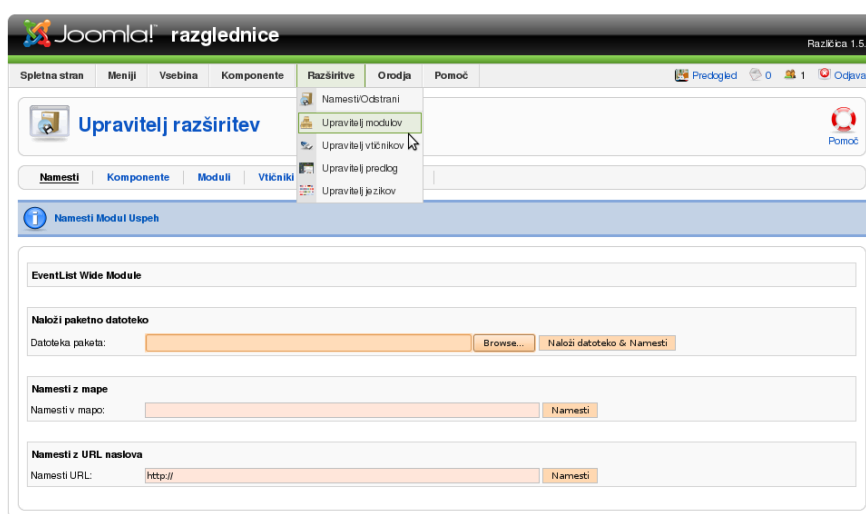 Joomla!™ razglednice
Različica 1.5.
Spletna stran Meniji Vsebina Komponente Razširitve Orodja Pomoč Predogled 0 1 Odjava
Namesti/Odstrani
Upravitelj modulov
Upravitelj vtičnikov
Upravitelj predlog
Upravitelj jezikov
Upravitelj razširitev
Pomoč
Namesti Komponente Moduli Vtičniki
Namesti Modul Uspeh
EventList Wide Module
Naloži paketno datoteko
Datoteka paketa: Browse... Naloži datoteko & Namesti
Namesti z mape
Namesti v mapo: Namesti
Namesti z URL naslova
Namesti URL: http:// Namesti